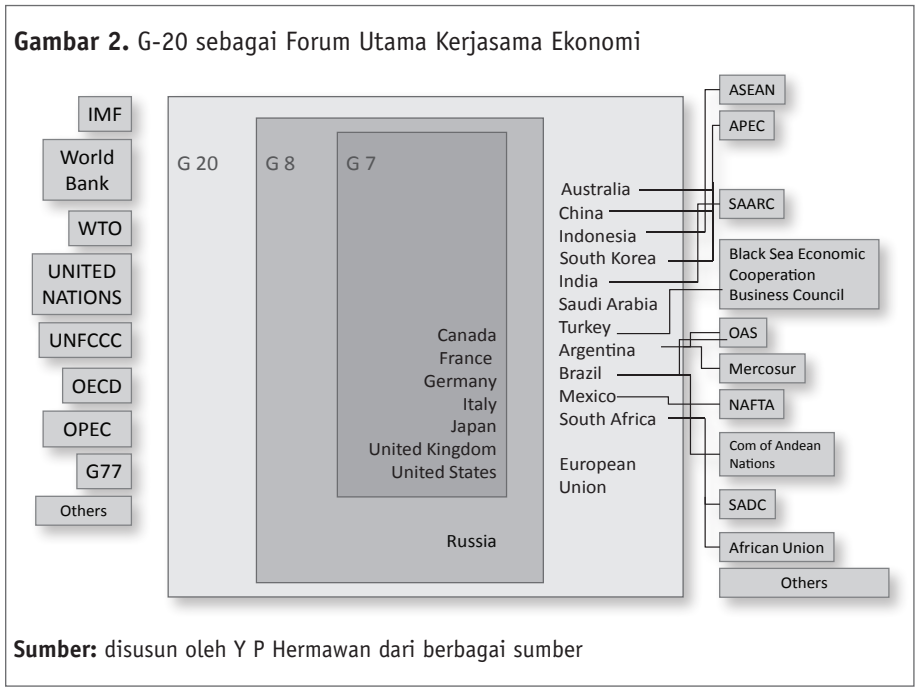 Gambar 2. G-20 sebagai Forum Utama Kerjasama Ekonomi
IMF
World
Bank
WTO
UNITED
NATIONS
UNFCCC
OECD
OPEC
G77
Others
G 20
G 8
G 7
Canada
France
Germany
Italy
Japan
United Kingdom
United States
Russia
Australia
China
Indonesia
South Korea
India
Saudi Arabia
Turkey
Argentina
Brazil
Mexico
South Africa
European
Union
ASEAN
APEC
SAARC
Black Sea Economic
Cooperation
Business Council
OAS
Mercosur
NAFTA
Com of Andean
Nations
SADC
African Union
Others
Sumber: disusun oleh Y P Hermawan dari berbagai sumber